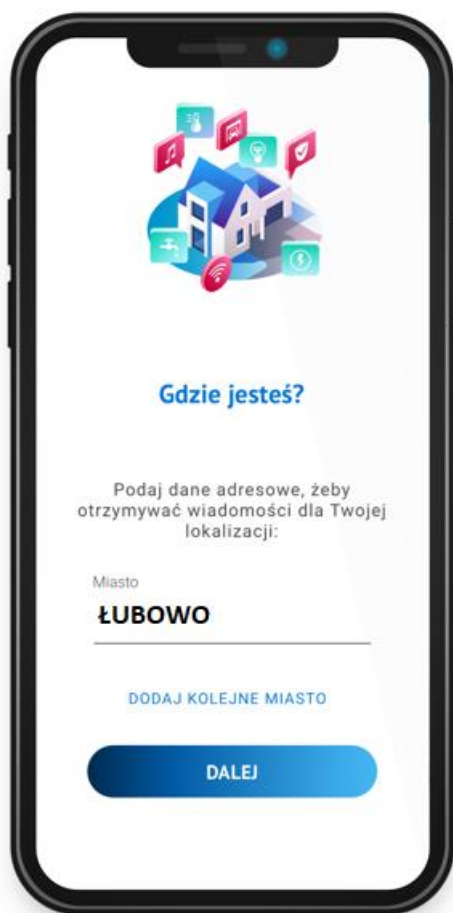 Gdzie jesteś?
Podaj dane adresowe, żeby
otrzymywać wiadomości dla Twojej
lokalizacji:
Miasto
ŁUBOWO
DODAJ KOLEJNE MIASTO
DALEJ